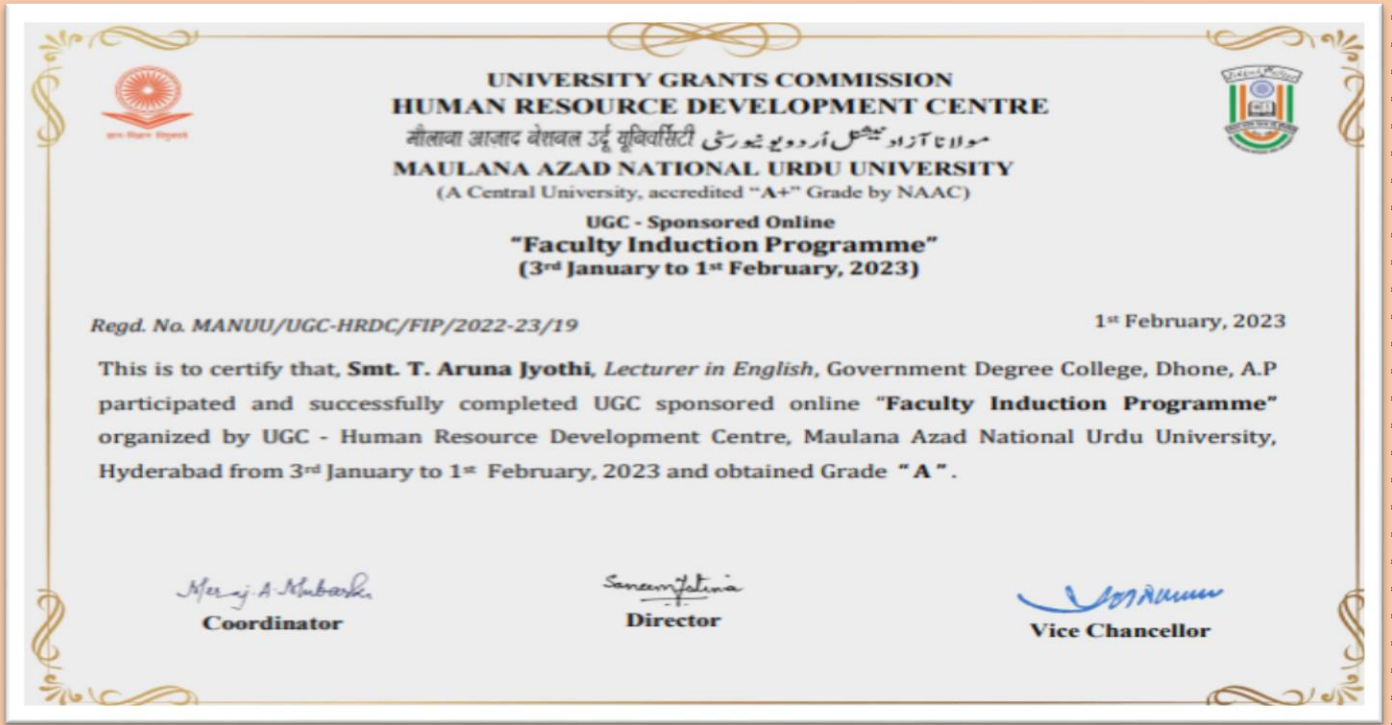 UNIVERSITY GRANTS COMMISSION
HUMAN RESOURCE DEVELOPMENT CENTRE
मौलाना आज़ाद नेशनल उर्दू यूनिवर्सिटी مولانا آزاد نیشنل اُردو یونیورسٹی
MAULANA AZAD NATIONAL URDU UNIVERSITY
(A Central University, accredited “A+” Grade by NAAC)
UGC - Sponsored Online
“Faculty Induction Programme”
(3rd January to 1st February, 2023)
ज्ञान-विज्ञान विमुक्तये
Regd. No. MANUU/UGC-HRDC/FIP/2022-23/19
1st February, 2023
This is to certify that, Smt. T. Aruna Jyothi, Lecturer in English, Government Degree College, Dhone, A.P
participated and successfully completed UGC sponsored online “Faculty Induction Programme”
organized by UGC - Human Resource Development Centre, Maulana Azad National Urdu University,
Hyderabad from 3rd January to 1st February, 2023 and obtained Grade “ A ” .
Coordinator
Director
Vice Chancellor